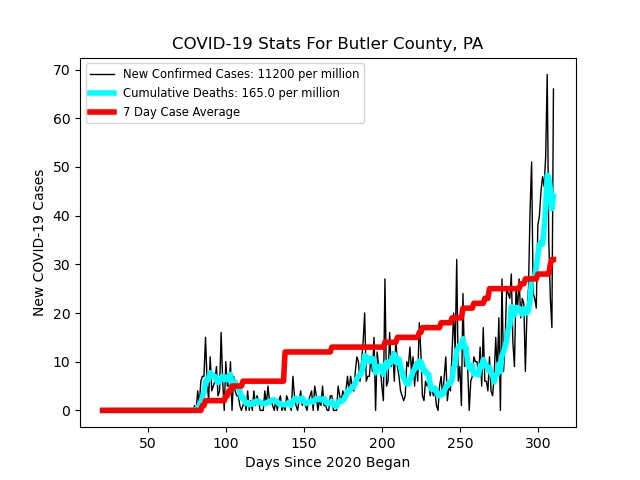 COVID-19 Stats For Butler County, PA
New Confirmed Cases: 11200 per million
Cumulative Deaths: 165.0 per million
7 Day Case Average
New COVID-19 Cases
70
60
50
40
30
20
10
0
50
100
150
200
250
300
Days Since 2020 Began